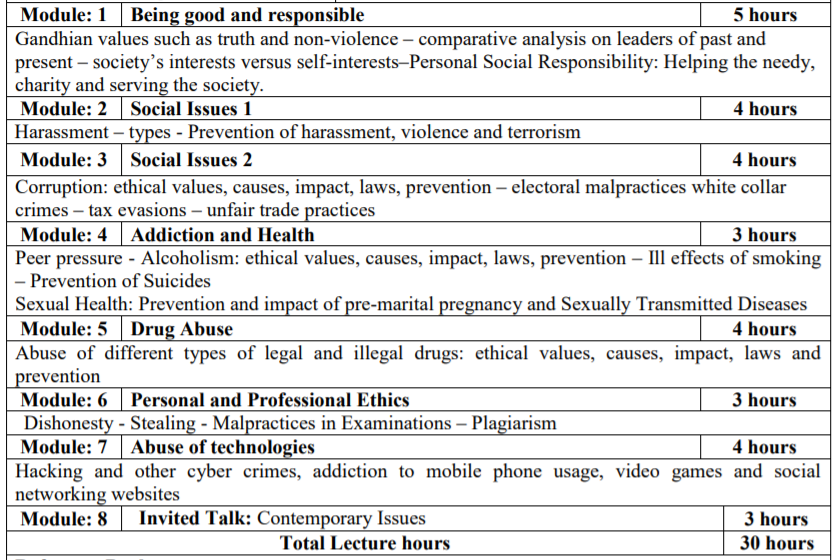 Module: 1 Being good and responsible 5 hours
Gandhian values such as truth and non-violence – comparative analysis on leaders of past and
present – society's interests versus self-interests–Personal Social Responsibility: Helping the needy,
charity and serving the society.
Module: 2 Social Issues 1 4 hours
Harassment – types - Prevention of harassment, violence and terrorism
Module: 3 Social Issues 2 4 hours
Corruption: ethical values, causes, impact, laws, prevention – electoral malpractices white collar
crimes – tax evasions – unfair trade practices
Module: 4 Addiction and Health 3 hours
Peer pressure - Alcoholism: ethical values, causes, impact, laws, prevention – Ill effects of smoking
– Prevention of Suicides
Sexual Health: Prevention and impact of pre-marital pregnancy and Sexually Transmitted Diseases
Module: 5 Drug Abuse 4 hours
Abuse of different types of legal and illegal drugs: ethical values, causes, impact, laws and
prevention
Module: 6 Personal and Professional Ethics 3 hours
Dishonesty - Stealing - Malpractices in Examinations – Plagiarism
Module: 7 Abuse of technologies 4 hours
Hacking and other cyber crimes, addiction to mobile phone usage, video games and social
networking websites
Module: 8 Invited Talk: Contemporary Issues 3 hours
Total Lecture hours 30 hours